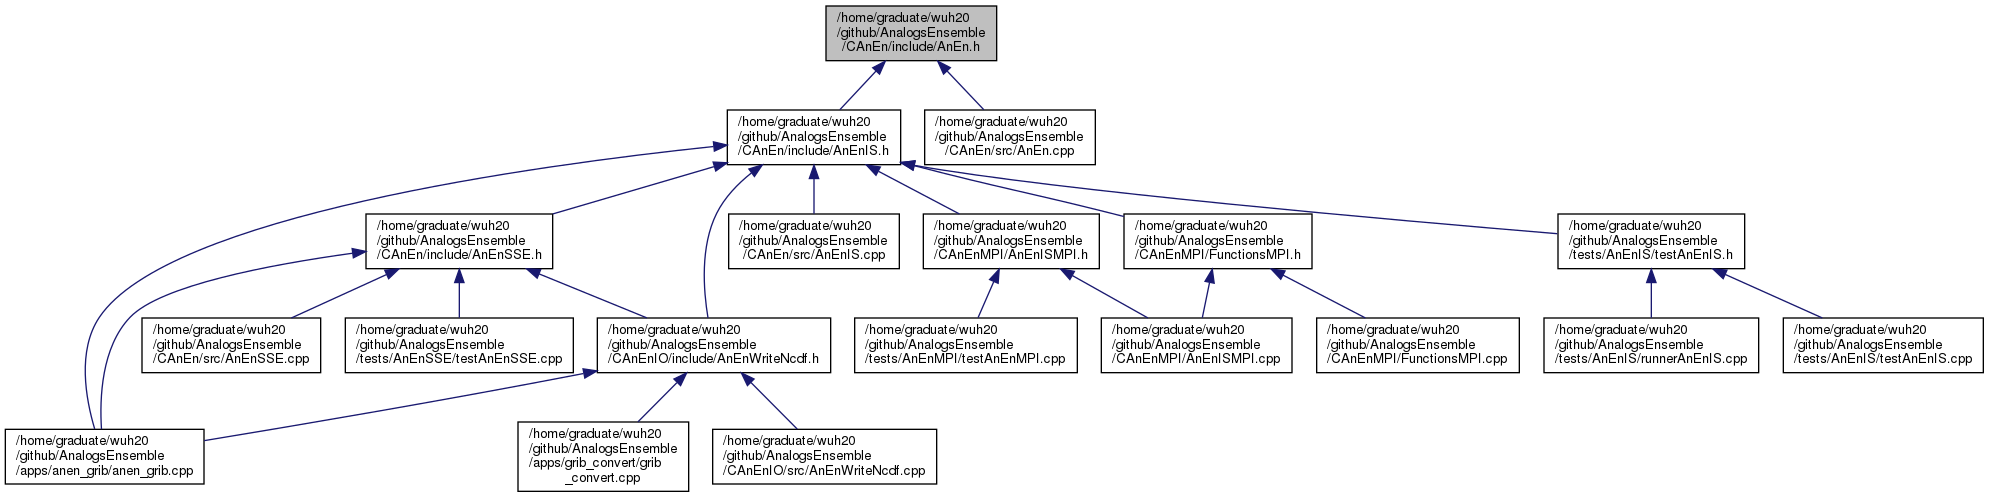 /home/graduate/wuh20
/github/AnalogsEnsemble
/CAnEn/include/AnEn.h
/home/graduate/wuh20
/github/AnalogsEnsemble
/CAnEn/include/AnEnIS.h
/home/graduate/wuh20
/github/AnalogsEnsemble
/CAnEn/src/AnEn.cpp
/home/graduate/wuh20
/github/AnalogsEnsemble
/CAnEn/include/AnEnSSE.h
/home/graduate/wuh20
/github/AnalogsEnsemble
/CAnEn/src/AnEnIS.cpp
/home/graduate/wuh20
/github/AnalogsEnsemble
/CAnEnMPI/AnEnISMPI.h
/home/graduate/wuh20
/github/AnalogsEnsemble
/CAnEnMPI/FunctionsMPI.h
/home/graduate/wuh20
/github/AnalogsEnsemble
/tests/AnEnIS/testAnEnIS.h
/home/graduate/wuh20
/github/AnalogsEnsemble
/CAnEn/src/AnEnSSE.cpp
/home/graduate/wuh20
/github/AnalogsEnsemble
/tests/AnEnSSE/testAnEnSSE.cpp
/home/graduate/wuh20
/github/AnalogsEnsemble
/CAnEnIO/include/AnEnWriteNcdf.h
/home/graduate/wuh20
/github/AnalogsEnsemble
/tests/AnEnMPI/testAnEnMPI.cpp
/home/graduate/wuh20
/github/AnalogsEnsemble
/CAnEnMPI/AnEnISMPI.cpp
/home/graduate/wuh20
/github/AnalogsEnsemble
/CAnEnMPI/FunctionsMPI.cpp
/home/graduate/wuh20
/github/AnalogsEnsemble
/tests/AnEnIS/runnerAnEnIS.cpp
/home/graduate/wuh20
/github/AnalogsEnsemble
/tests/AnEnIS/testAnEnIS.cpp
/home/graduate/wuh20
/github/AnalogsEnsemble
/apps/anen_grib/anen_grib.cpp
/home/graduate/wuh20
/github/AnalogsEnsemble
/apps/grib_convert/grib
_convert.cpp
/home/graduate/wuh20
/github/AnalogsEnsemble
/CAnEnIO/src/AnEnWriteNcdf.cpp